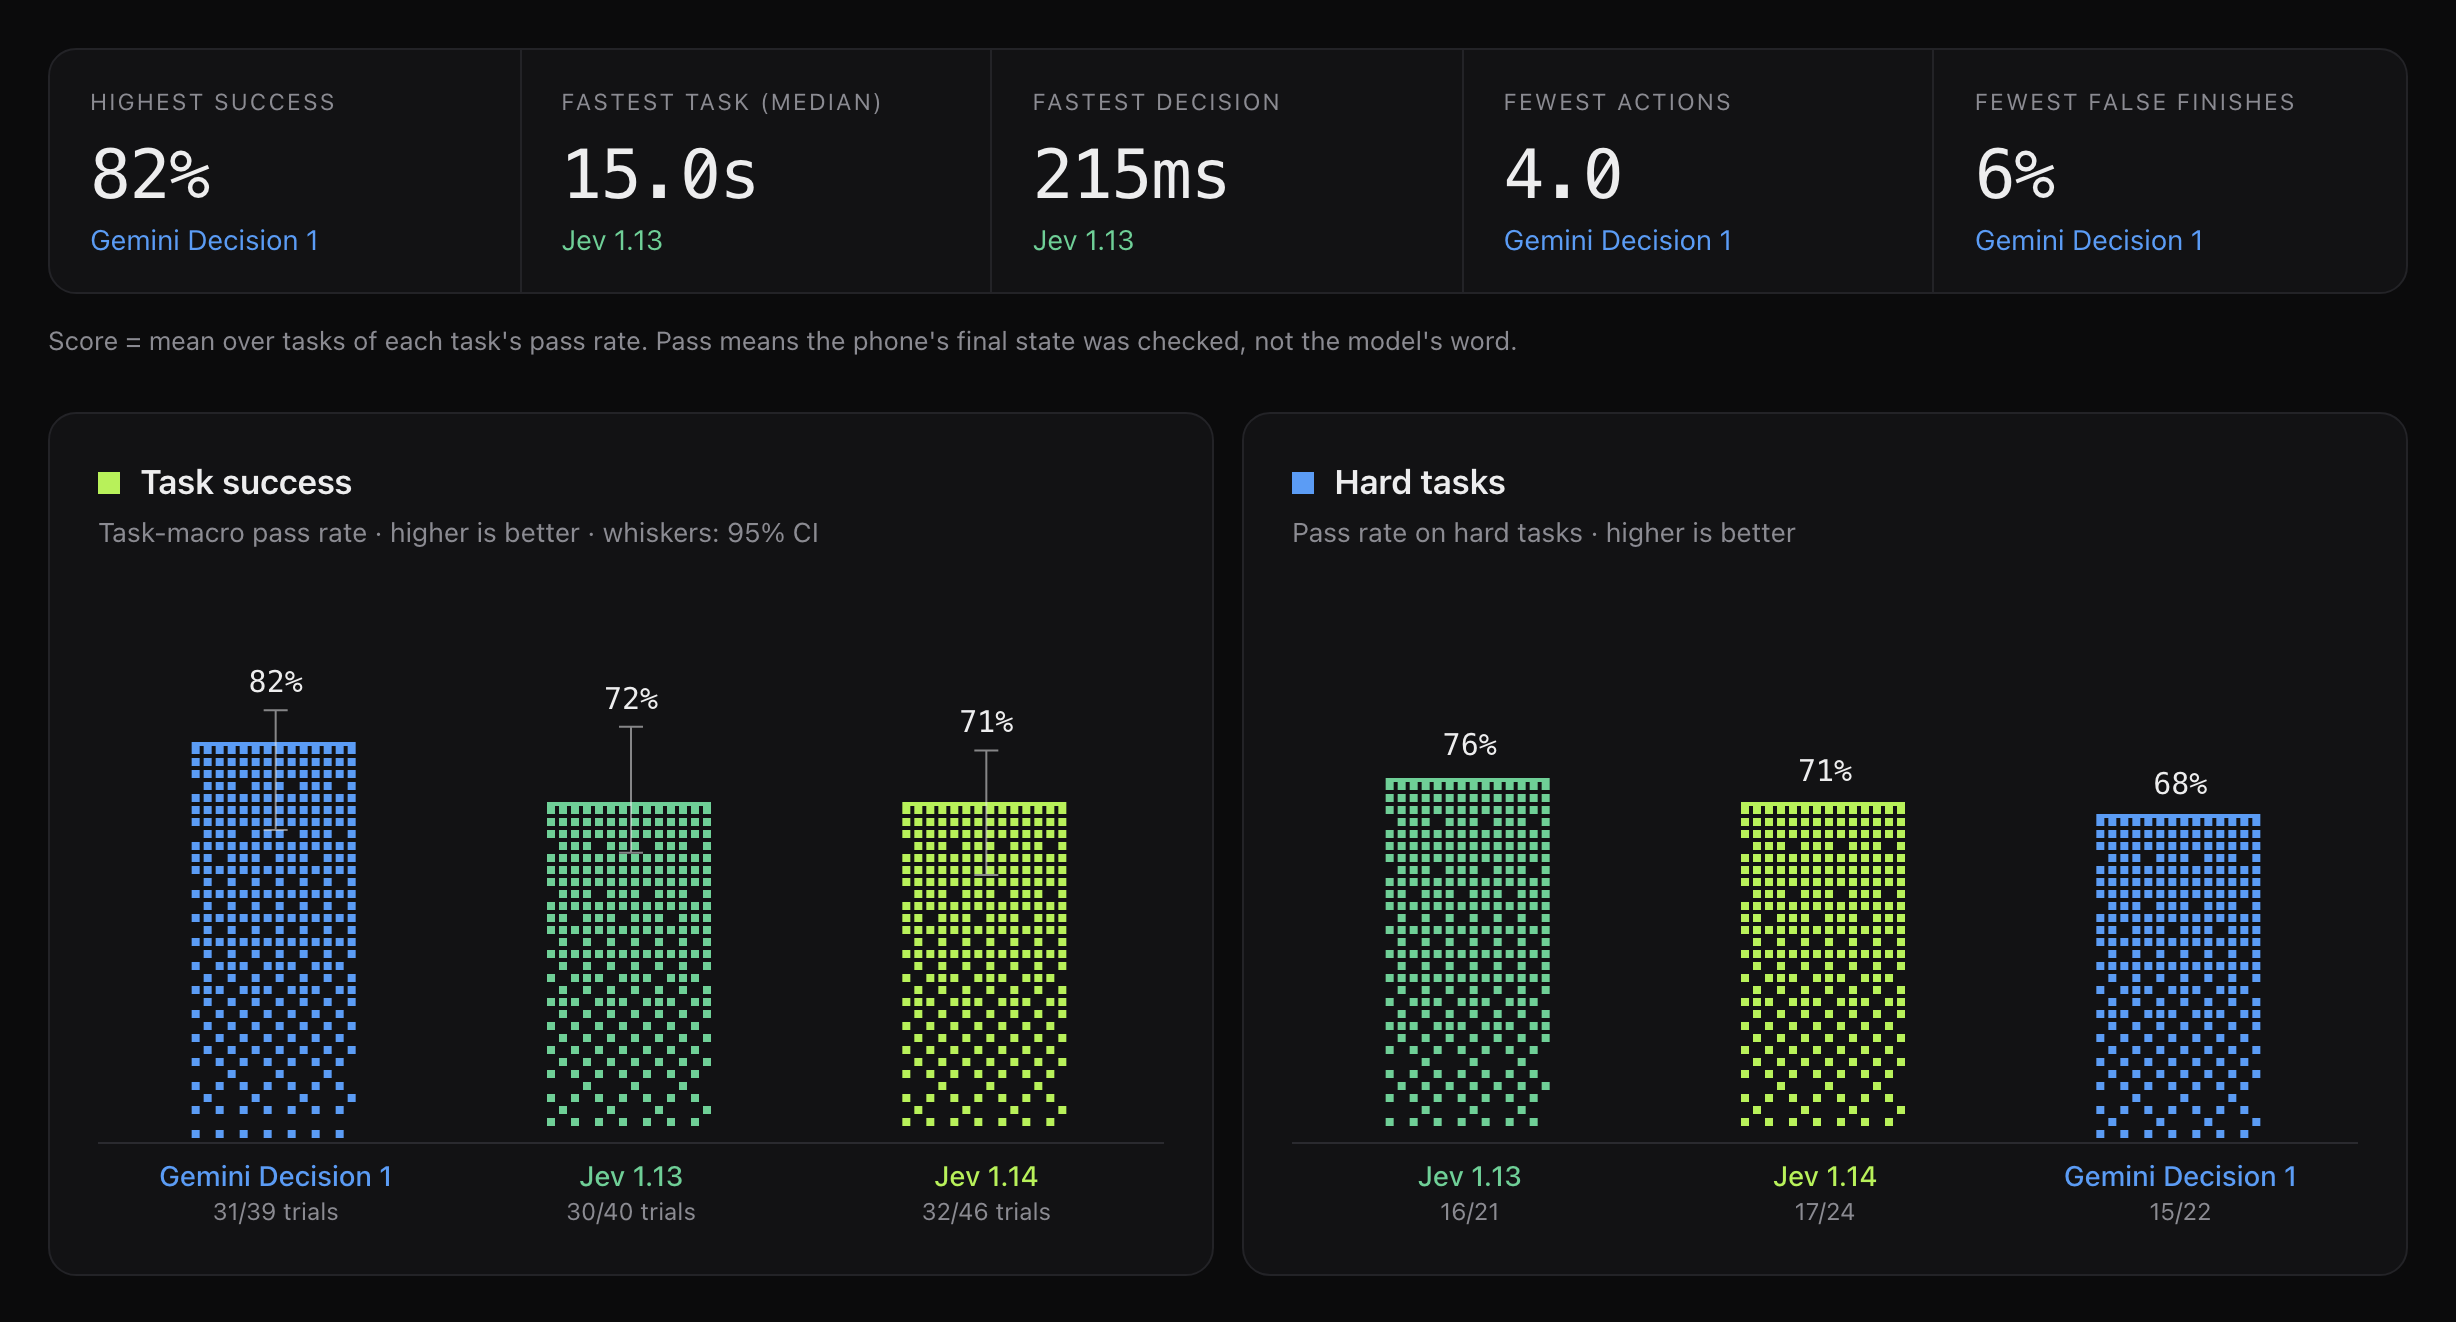 HIGHEST SUCCESS
82%
Gemini Decision 1
FASTEST TASK (MEDIAN)
15.0s
Jev 1.13
FASTEST DECISION
215ms
Jev 1.13
FEWEST ACTIONS
4.0
Gemini Decision 1
FEWEST FALSE FINISHES
6%
Gemini Decision 1
Score = mean over tasks of each task's pass rate. Pass means the phone's final state was checked, not the model's word.
Task success
Task-macro pass rate · higher is better · whiskers: 95% CI
82%
72%
71%
Gemini Decision 1
31/39 trials
Jev 1.13
30/40 trials
Jev 1.14
32/46 trials
Hard tasks
Pass rate on hard tasks · higher is better
76%
71%
68%
Jev 1.13
16/21
Jev 1.14
17/24
Gemini Decision 1
15/22